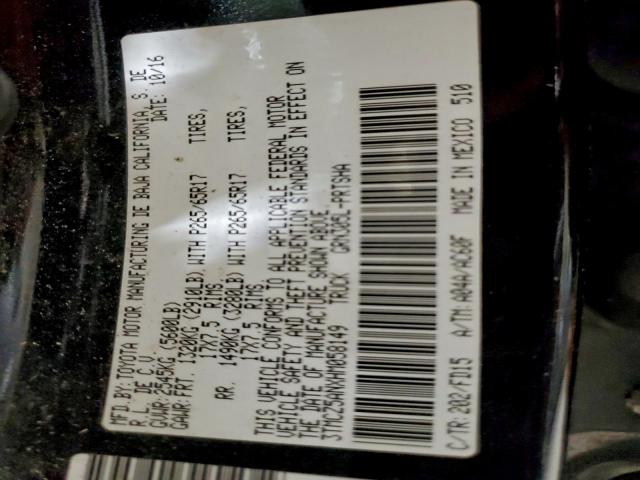 MFD BY: TOYOTA MOTOR MANUFACTURING DE BAJA CALIFORNIA S. DE
R.L. DE C.V. DATE: 10/16
GVWR: 2545KG (5600LB)
GAWR: FRT. 1320KG (2910LB) WITH P265/65R17 TIRES,
17X7.5 RIMS,
RR. 1490KG (3280LB) WITH P265/65R17 TIRES,
17X7.5 RIMS.
THIS VEHICLE CONFORMS TO ALL APPLICABLE FEDERAL MOTOR
VEHICLE SAFETY AND THEFT PREVENTION STANDARDS IN EFFECT ON
THE DATE OF MANUFACTURE SHOWN ABOVE.
3TMCZ5ANXHM059149 TRUCK GRN305L-PRTSHA
C/TR: 202/FD15 A/TM: A04A/AC60F MADE IN MEXICO 510